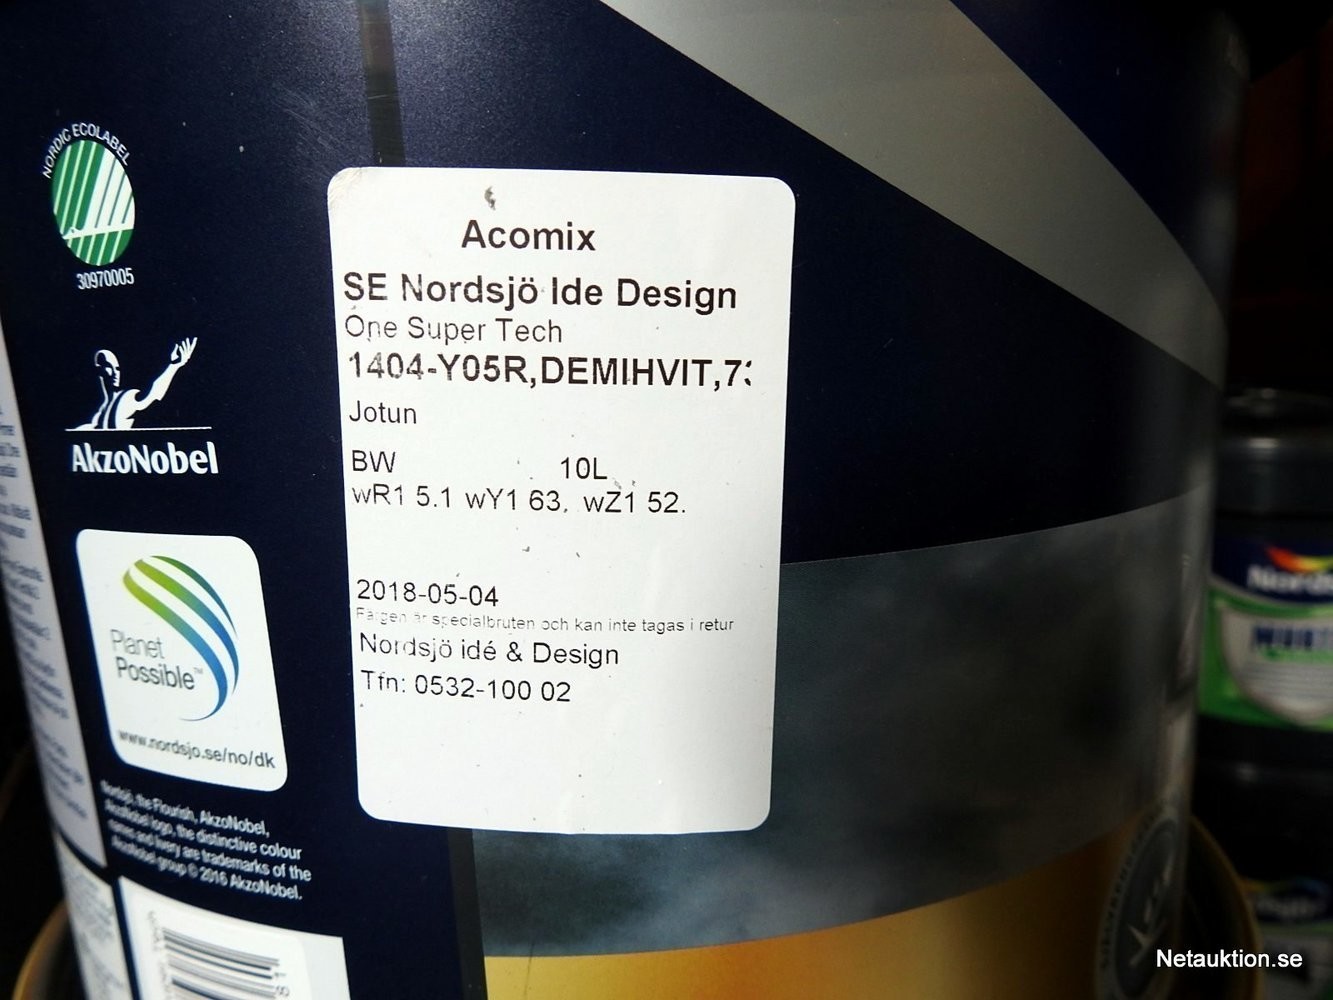 NORDIC ECOLABEL
30970005
AkzoNobel
Planet
Possible™
www.nordsjo.se/no/dk
Nordsjö, the Flourish, AkzoNobel,
AkzoNobel logo, the distinctive colour
names and livery are trademarks of the
AkzoNobel group © 2016 AkzoNobel.
Acomix
SE Nordsjö Ide Design
One Super Tech
1404-Y05R,DEMIHVIT,73
Jotun
BW 10L
wR1 5.1 wY1 63. wZ1 52.
2018-05-04
Färgen är specialbruten och kan inte tagas i retur
Nordsjö idé & Design
Tfn: 0532-100 02
Netauktion.se